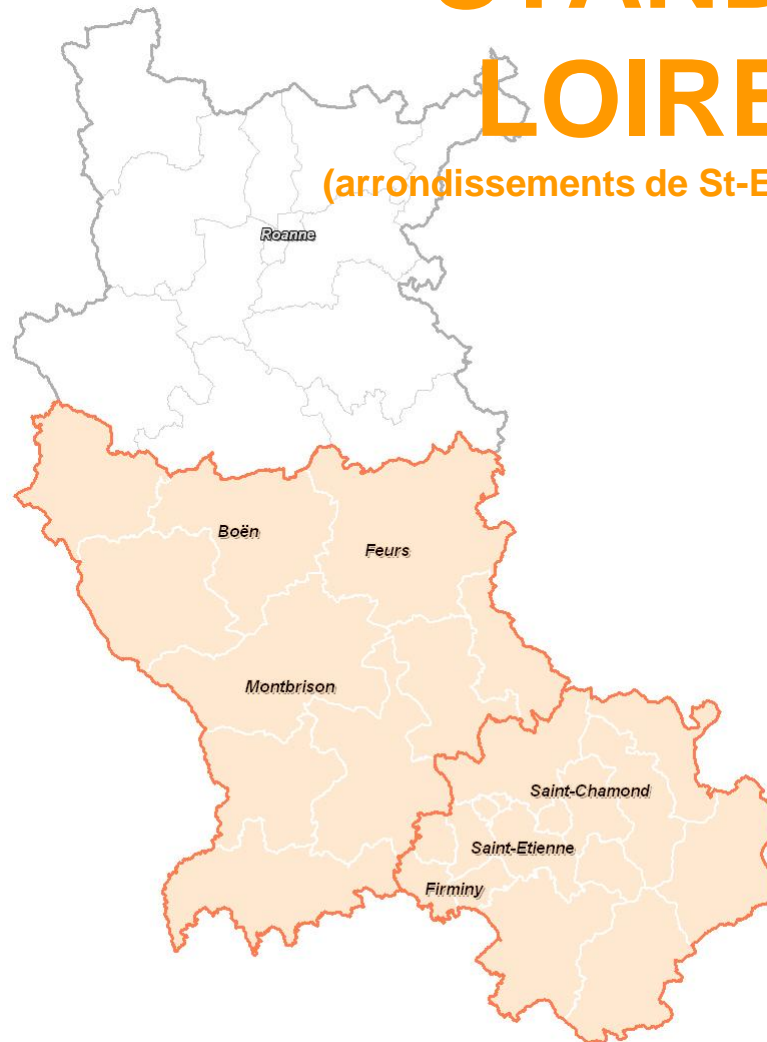 LOIRE
(arrondissements de St-E
Roanne
Boën
Feurs
Montbrison
Saint-Chamond
Saint-Etienne
Firminy